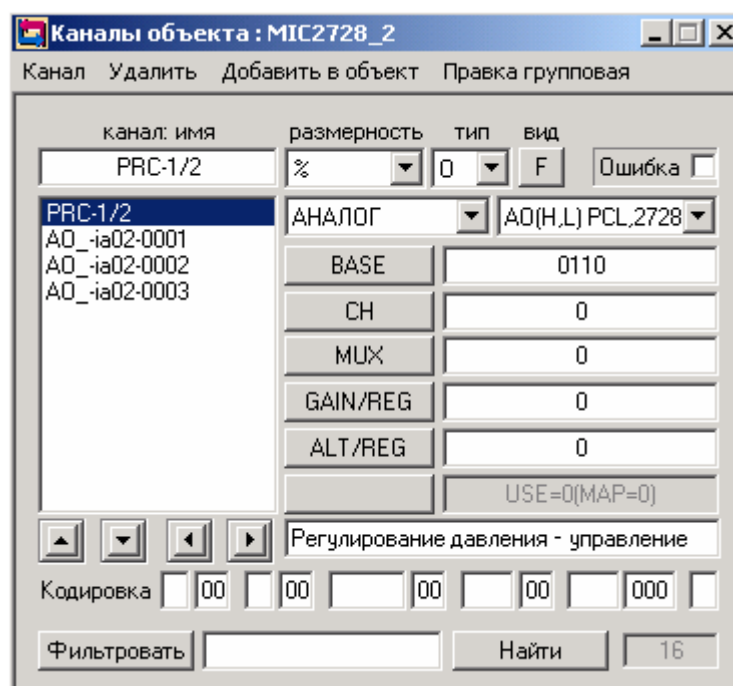 Каналы объекта : MIC2728_2
Канал Удалить Добавить в объект Правка групповая
канал: имя размерность тип вид
PRC-1/2 % O F Ошибка
PRC-1/2 АНАЛОГ AO(H,L) PCL,2728
AO_-ia02-0001
AO_-ia02-0002 BASE 0110
AO_-ia02-0003
CH 0
MUX 0
GAIN/REG 0
ALT/REG 0
USE=0(MAP=0)
Регулирование давления - управление
Кодировка 00 00 00 00 000
Фильтровать Найти 16